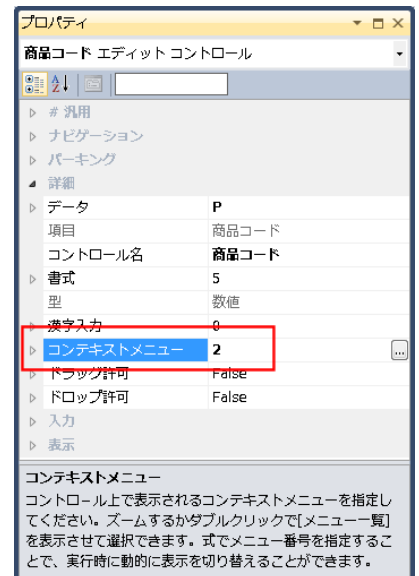 プロパティ
商品コード エディット コントロール
# 汎用
ナビゲーション
パーキング
詳細
データ P
項目 商品コード
コントロール名 商品コード
書式 5
型 数値
漢字入力 0
コンテキストメニュー 2 ...
ドラッグ許可 False
ドロップ許可 False
入力
表示
コンテキストメニュー
コントロール上で表示されるコンテキストメニューを指定し
てください。ズームするかダブルクリックで[メニュー一覧]
を表示させて選択できます。式でメニュー番号を指定するこ
とで、実行時に動的に表示を切り替えることができます。